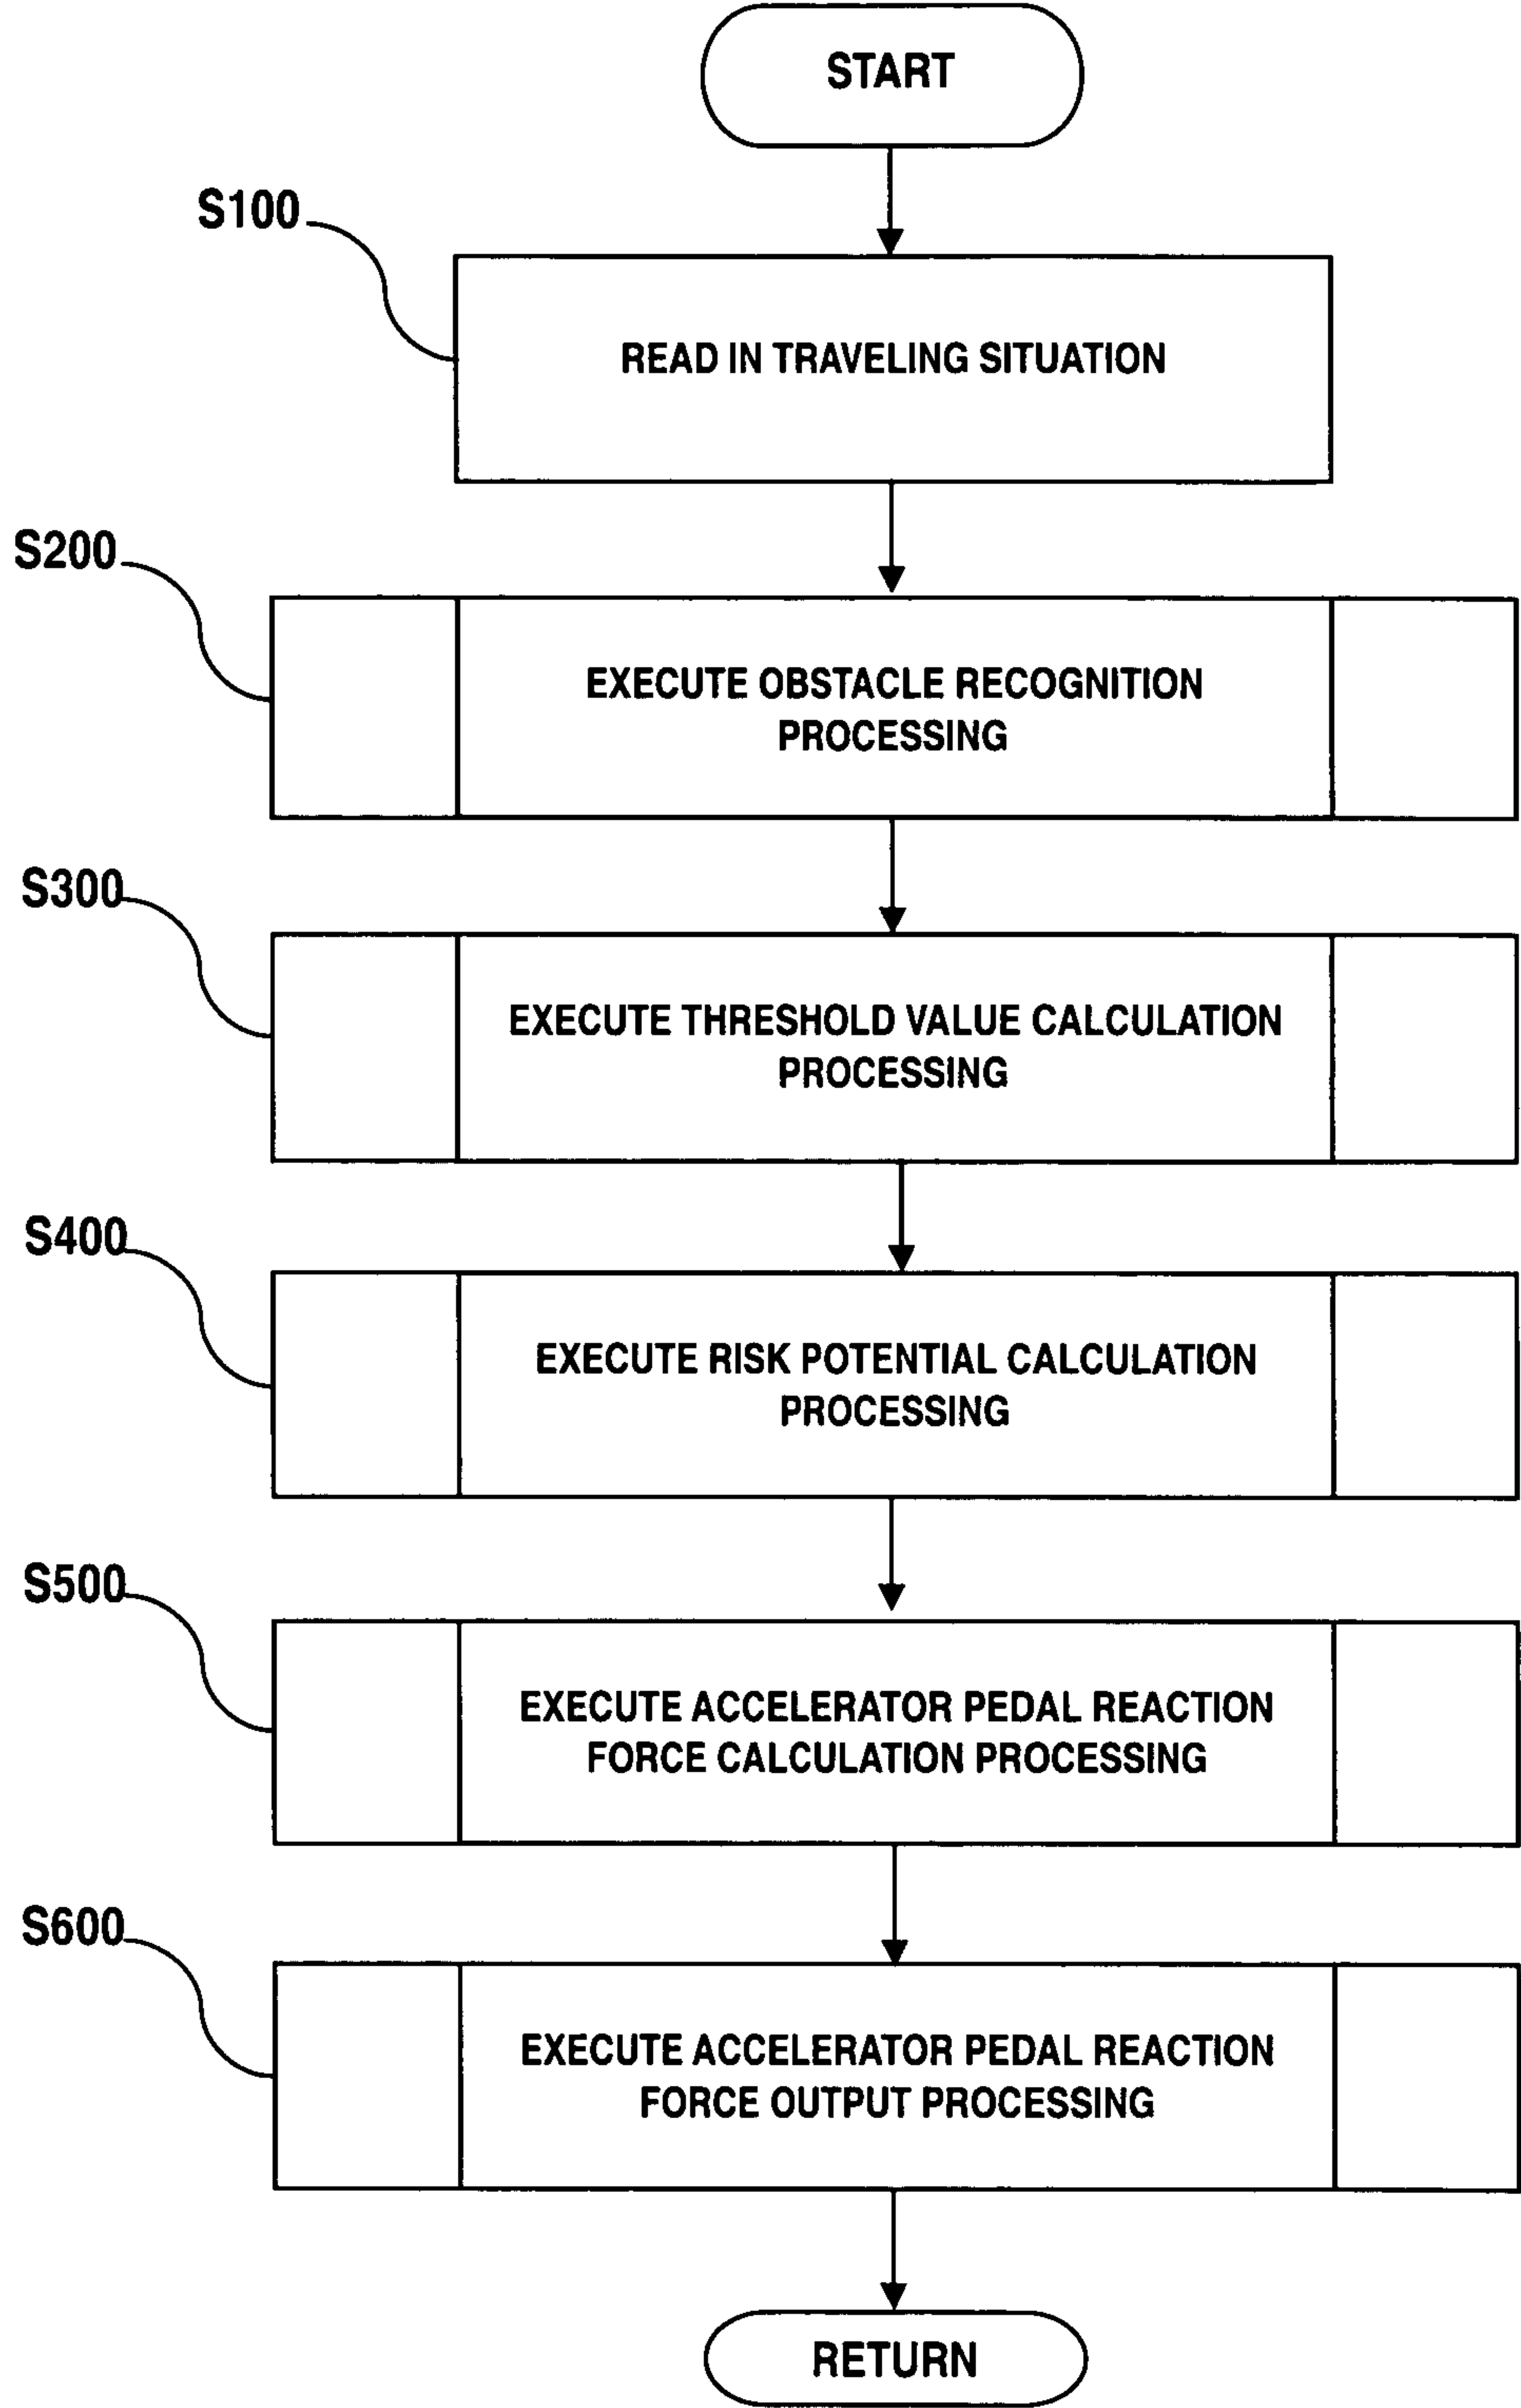 START
S100
READ IN TRAVELING SITUATION
S200
EXECUTE OBSTACLE RECOGNITION
PROCESSING
S300
EXECUTE THRESHOLD VALUE CALCULATION
PROCESSING
S400
EXECUTE RISK POTENTIAL CALCULATION
PROCESSING
S500
EXECUTE ACCELERATOR PEDAL REACTION
FORCE CALCULATION PROCESSING
S600
EXECUTE ACCELERATOR PEDAL REACTION
FORCE OUTPUT PROCESSING
RETURN